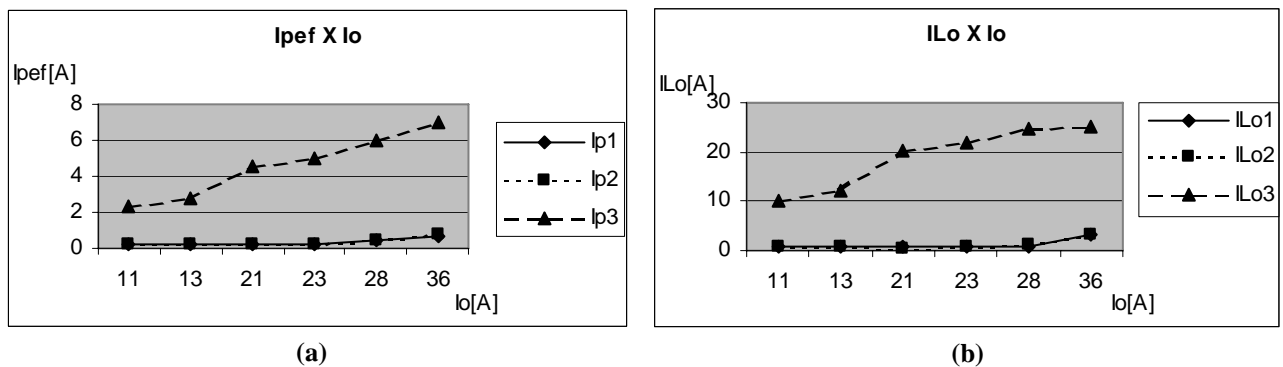 Ipef X Io
Ipef[A]
8
6
4
2
0
11 13 21 23 28 36
Io[A]
Ip1
Ip2
Ip3
(a)
ILo X Io
ILo[A]
30
20
10
0
11 13 21 23 28 36
Io[A]
ILo1
ILo2
ILo3
(b)